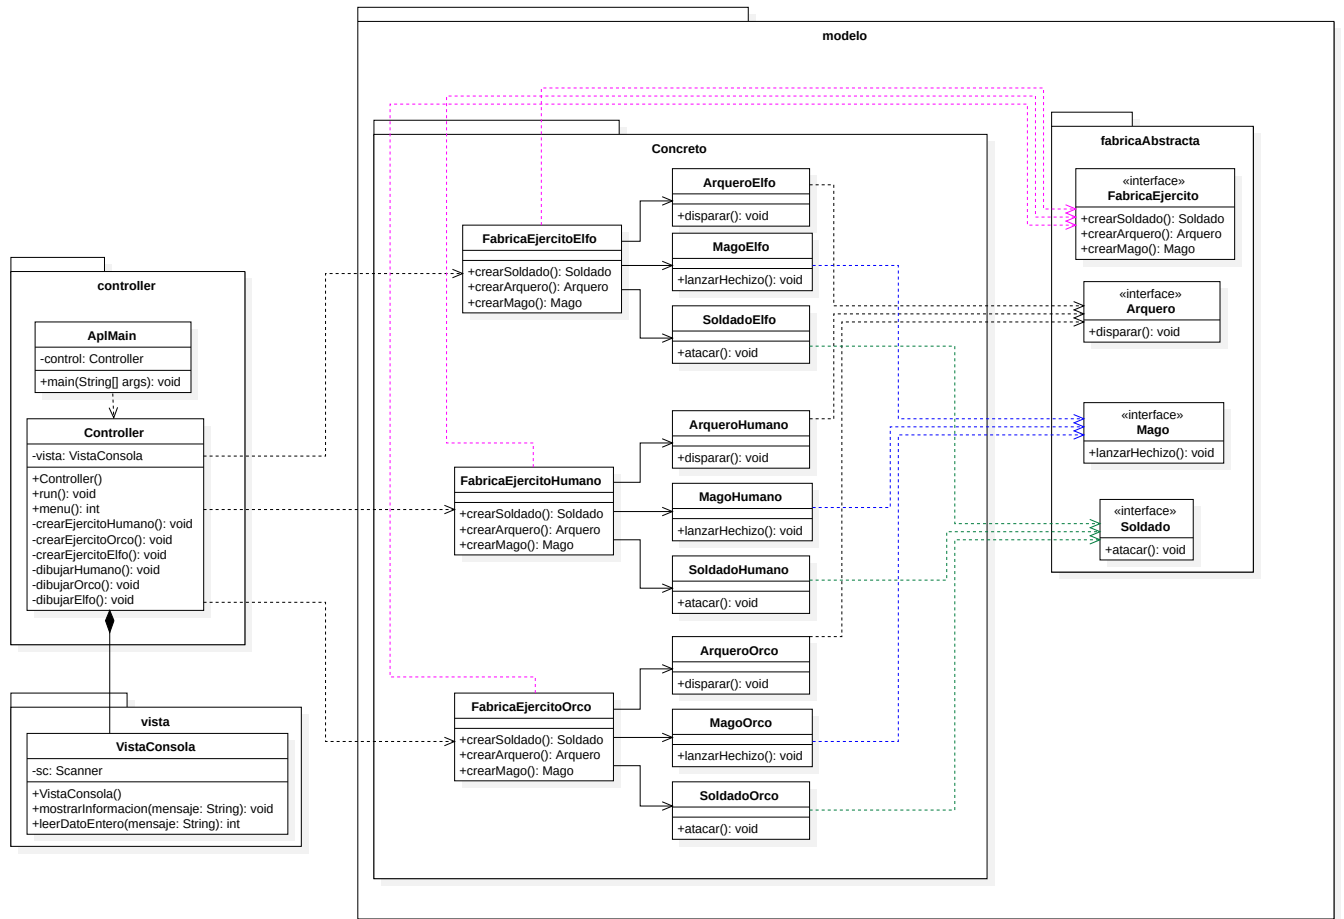 modelo
Concreto
fabricaAbstracta
controller
vista
AplMain
-control: Controller
+main(String[] args): void
Controller
-vista: VistaConsola
+Controller()
+run(): void
+menu(): int
-crearEjercitoHumano(): void
-crearEjercitoOrco(): void
-crearEjercitoElfo(): void
-dibujarHumano(): void
-dibujarOrco(): void
-dibujarElfo(): void
VistaConsola
-sc: Scanner
+VistaConsola()
+mostrarInformacion(mensaje: String): void
+leerDatoEntero(mensaje: String): int
FabricaEjercitoElfo
+crearSoldado(): Soldado
+crearArquero(): Arquero
+crearMago(): Mago
ArqueroElfo
+disparar(): void
MagoElfo
+lanzarHechizo(): void
SoldadoElfo
+atacar(): void
FabricaEjercitoHumano
+crearSoldado(): Soldado
+crearArquero(): Arquero
+crearMago(): Mago
ArqueroHumano
+disparar(): void
MagoHumano
+lanzarHechizo(): void
SoldadoHumano
+atacar(): void
FabricaEjercitoOrco
+crearSoldado(): Soldado
+crearArquero(): Arquero
+crearMago(): Mago
ArqueroOrco
+disparar(): void
MagoOrco
+lanzarHechizo(): void
SoldadoOrco
+atacar(): void
«interface»
FabricaEjercito
+crearSoldado(): Soldado
+crearArquero(): Arquero
+crearMago(): Mago
«interface»
Arquero
+disparar(): void
«interface»
Mago
+lanzarHechizo(): void
«interface»
Soldado
+atacar(): void